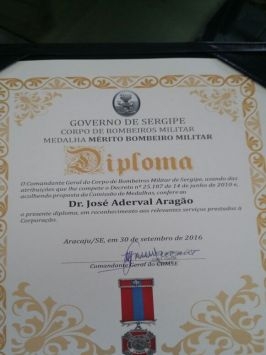 GOVERNO DE SERGIPE
CORPO DE BOMBEIROS MILITAR
MEDALHA MÉRITO BOMBEIRO MILITAR
Diploma
O Comandante Geral do Corpo de Bombeiros Militar de Sergipe, usando das
atribuições que lhe compete o Decreto nº 25.187 de 14 de junho de 2010 e,
acolhendo proposta da Comissão de Medalhas, confere ao
Dr. José Aderval Aragão
o presente diploma, em reconhecimento aos relevantes serviços prestados à
Corporação.
Aracaju/SE, em 30 de setembro de 2016
Comandante Geral do CBMSE